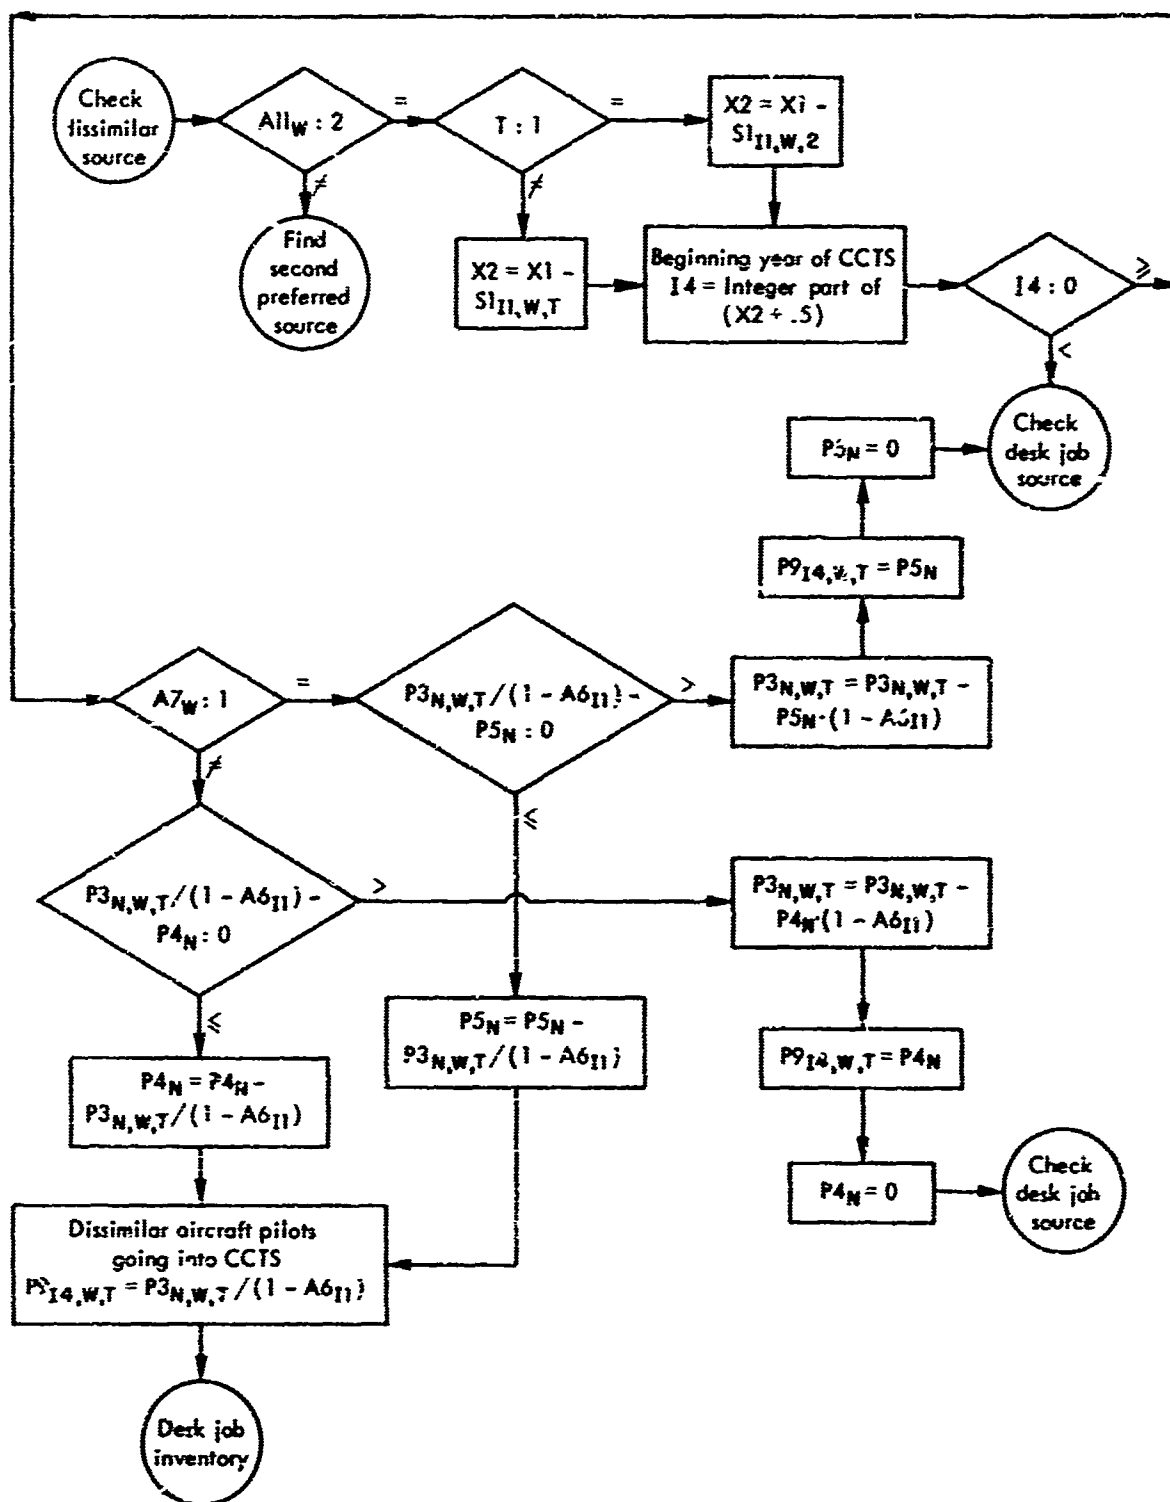 Check
dissimilar
source
A11W : 2
=
≠
T : 1
=
≠
X2 = X1 -
S1I1,W,2
Find
second
preferred
source
X2 = X1 -
S1I1,W,T
Beginning year of CCTS
I4 = Integer part of
(X2 + .5)
I4 : 0
≥
<
Check
desk job
source
P5N = 0
P9I4,W,T = P5N
A7W : 1
=
≠
P3N,W,T/(1 - A6I1) -
P5N : 0
>
≤
P3N,W,T = P3N,W,T -
P5N·(1 - A6I1)
P3N,W,T/(1 - A6I1) -
P4N : 0
>
≤
P3N,W,T = P3N,W,T -
P4N·(1 - A6I1)
P5N = P5N -
P3N,W,T/(1 - A6I1)
P9I4,W,T = P4N
P4N = P4N -
P3N,W,T/(1 - A6I1)
P4N = 0
Check
desk job
source
Dissimilar aircraft pilots
going into CCTS
P9I4,W,T = P3N,W,T/(1 - A6I1)
Desk job
inventory